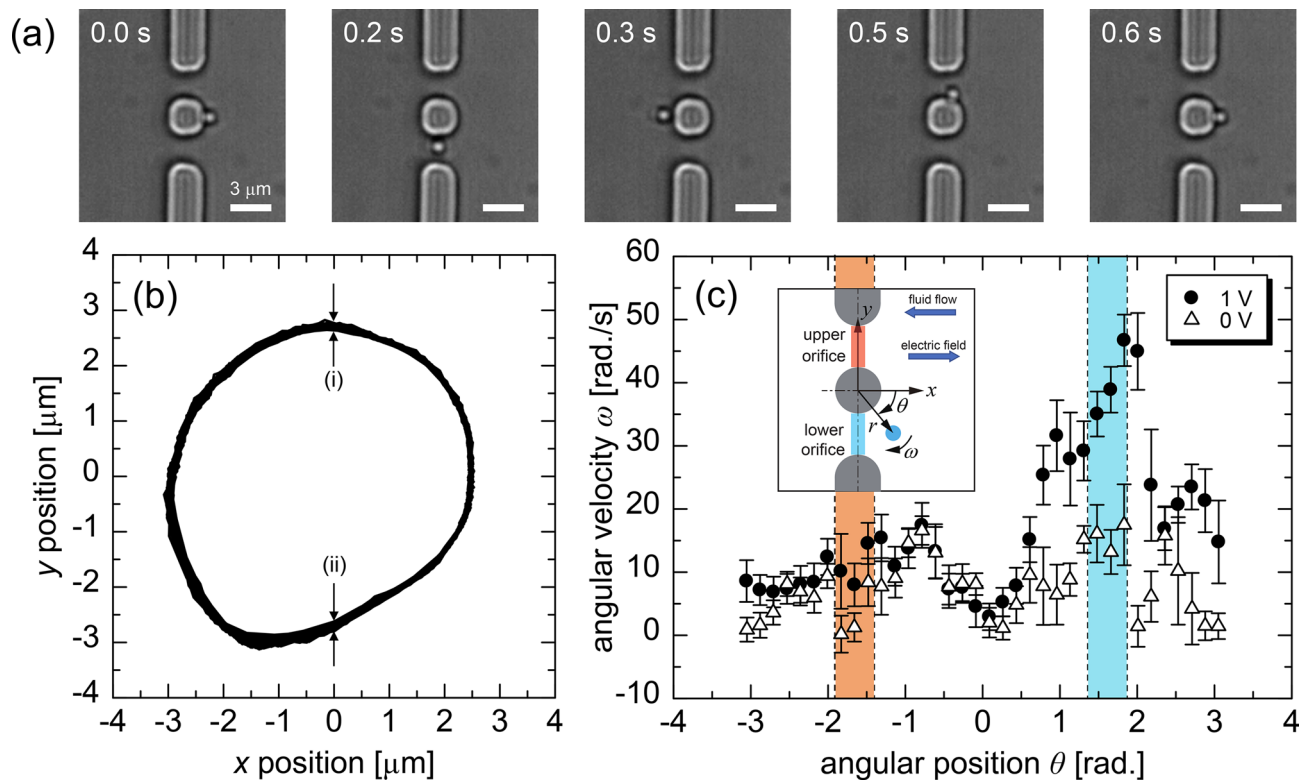 (a)
0.0 s
0.2 s
0.3 s
0.5 s
0.6 s
3 μm
(b)
4
3
2
1
0
-1
-2
-3
-4
y position [μm]
(i)
(ii)
-4 -3 -2 -1 0 1 2 3 4
x position [μm]
(c)
60
50
40
30
20
10
0
-10
angular velocity ω [rad./s]
1 V
0 V
fluid flow
electric field
upper
orifice
lower
orifice
y
x
θ
r
ω
-4 -3 -2 -1 0 1 2 3 4
angular position θ [rad.]